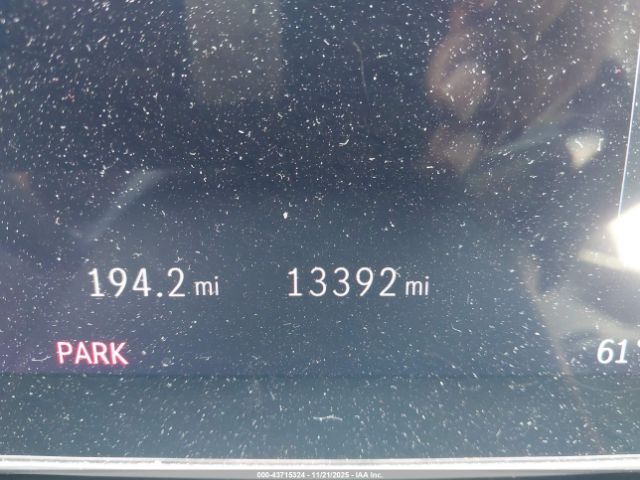 194.2 mi 13392 mi
PARK 61°
000-43715324 - 11/21/2025 - IAA Inc.